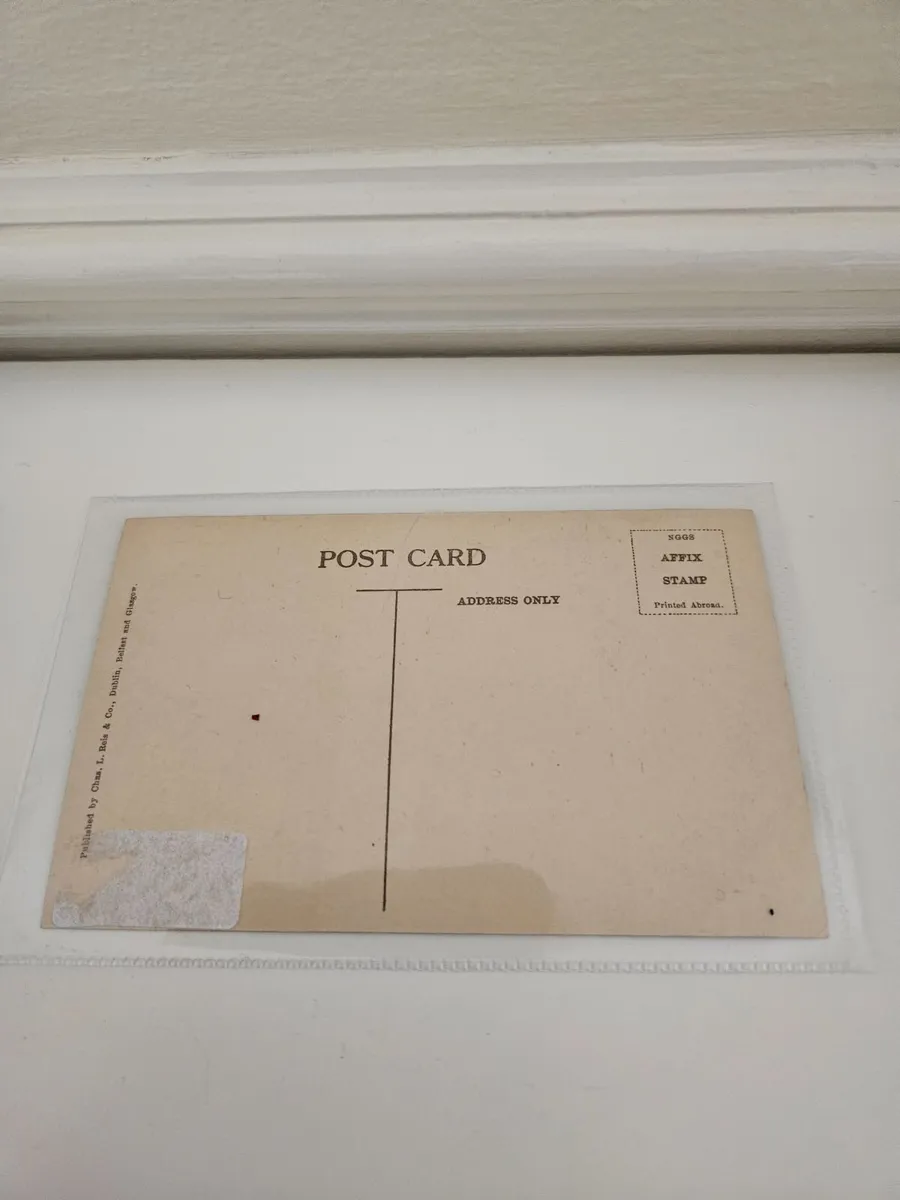 POST CARD
ADDRESS ONLY
NGGS
AFFIX
STAMP
Printed Abroad.
Published by Chas. L. Reis & Co., Dublin, Belfast and Glasgow.